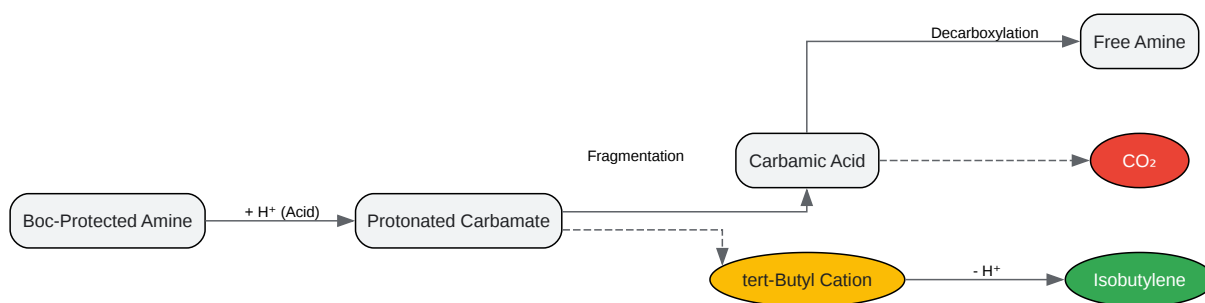 Decarboxylation
Free Amine
Fragmentation
Carbamic Acid
CO₂
Boc-Protected Amine
+ H⁺ (Acid)
Protonated Carbamate
tert-Butyl Cation
- H⁺
Isobutylene